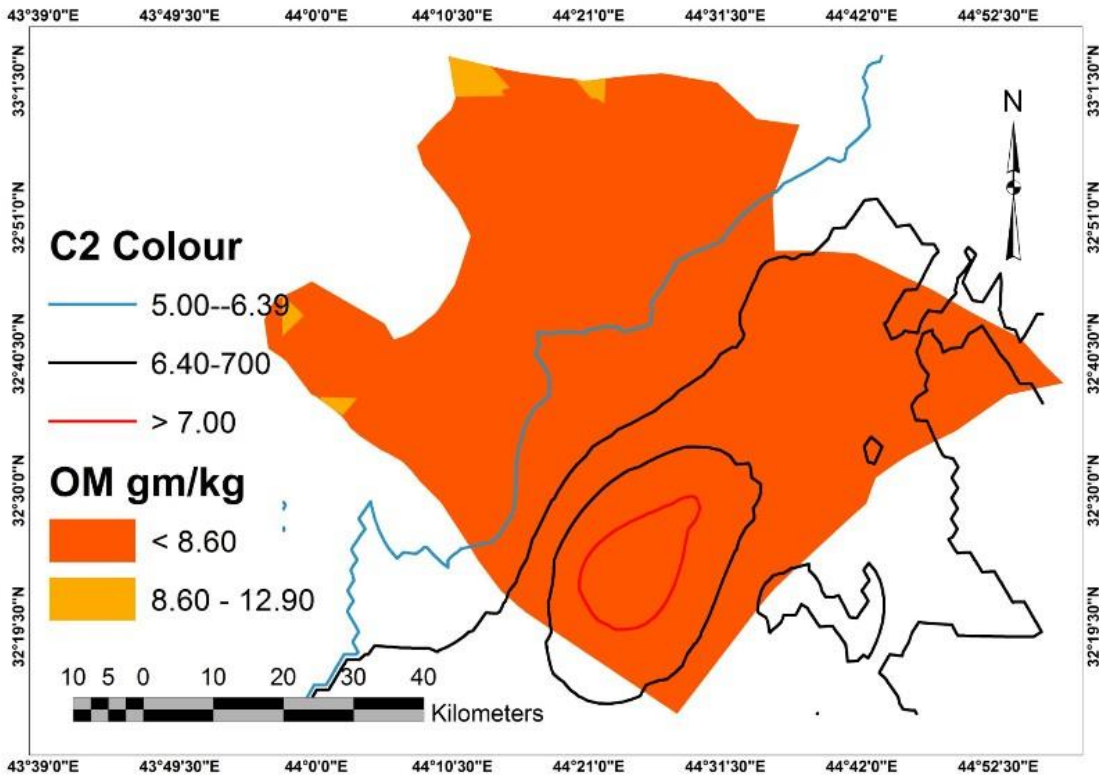 43°39'0"E 43°49'30"E 44°0'0"E 44°10'30"E 44°21'0"E 44°31'30"E 44°42'0"E 44°52'30"E
33°1'30"N
33°1'30"N
N
32°51'0"N
32°51'0"N
C2 Colour
5.00--6.39
6.40-700
> 7.00
32°40'30"N
32°40'30"N
OM gm/kg
< 8.60
8.60 - 12.90
32°30'0"N
32°30'0"N
32°19'30"N
32°19'30"N
10 5 0 10 20 30 40
Kilometers
43°39'0"E 43°49'30"E 44°0'0"E 44°10'30"E 44°21'0"E 44°31'30"E 44°42'0"E 44°52'30"E